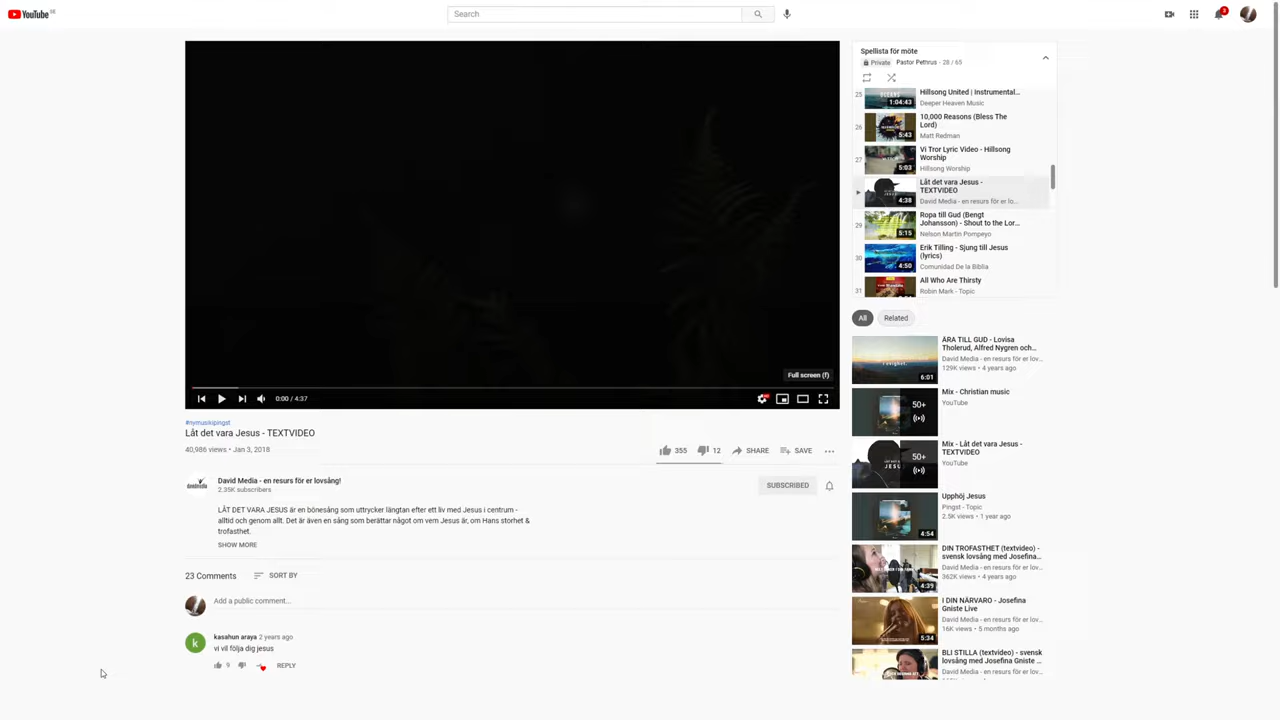 YouTube SE
Search
3
Full screen (f)
0:00 / 4:37
#nymusikipingst
Låt det vara Jesus - TEXTVIDEO
40,986 views • Jan 3, 2018
355
12
SHARE
SAVE
David Media - en resurs för er lovsång!
2.35K subscribers
SUBSCRIBED
LÅT DET VARA JESUS är en bönesång som uttrycker längtan efter ett liv med Jesus i centrum -
alltid och genom allt. Det är även en sång som berättar något om vem Jesus är, om Hans storhet &
trofasthet.
SHOW MORE
23 Comments
SORT BY
Add a public comment...
k
kasahun araya 2 years ago
vi vil följa dig jesus
9
REPLY
Spellista för möte
Private
Pastor Pethrus - 28 / 65
25
1:04:43
Hillsong United | Instrumental...
Deeper Heaven Music
26
5:43
10,000 Reasons (Bless The
Lord)
Matt Redman
27
5:03
Vi Tror Lyric Video - Hillsong
Worship
Hillsong Worship
4:38
Låt det vara Jesus -
TEXTVIDEO
David Media - en resurs för er lo...
29
5:15
Ropa till Gud (Bengt
Johansson) - Shout to the Lor...
Nelson Martin Pompeyo
30
4:50
Erik Tilling - Sjung till Jesus
(lyrics)
Comunidad De la Biblia
31
All Who Are Thirsty
Robin Mark - Topic
All
Related
6:01
ÄRA TILL GUD - Lovisa
Tholerud, Alfred Nygren och...
David Media - en resurs för er lov...
129K views • 4 years ago
50+
Mix - Christian music
YouTube
50+
Mix - Låt det vara Jesus -
TEXTVIDEO
YouTube
4:54
Upphöj Jesus
Pingst - Topic
2.5K views • 1 year ago
4:39
DIN TROFASTHET (textvideo) -
svensk lovsång med Josefina...
David Media - en resurs för er lov...
362K views • 4 years ago
5:34
I DIN NÄRVARO - Josefina
Gniste Live
David Media - en resurs för er lov...
16K views • 5 months ago
BLI STILLA (textvideo) - svensk
lovsång med Josefina Gniste ...
David Media - en resurs för er lov...